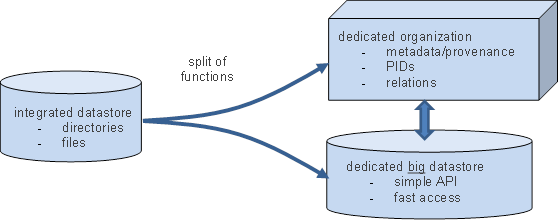 split of
functions
integrated datastore
- directories
- files
dedicated organization
- metadata/provenance
- PIDs
- relations
dedicated big datastore
- simple API
- fast access